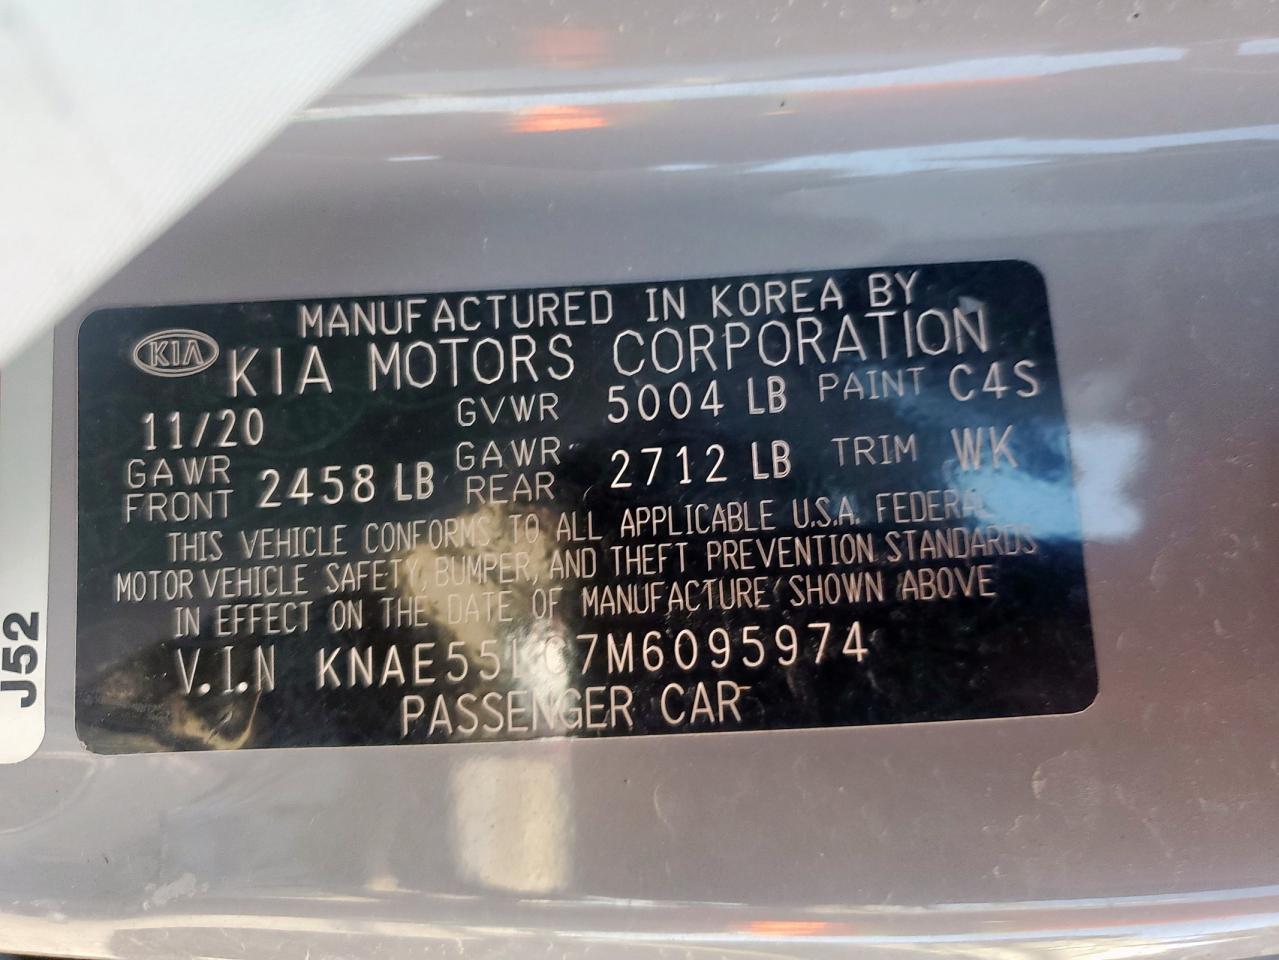 MANUFACTURED IN KOREA BY
KIA KIA MOTORS CORPORATION
11/20 GVWR 5004 LB PAINT C4S
GAWR FRONT 2458 LB GAWR REAR 2712 LB TRIM WK
THIS VEHICLE CONFORMS TO ALL APPLICABLE U.S.A. FEDERAL
MOTOR VEHICLE SAFETY, BUMPER, AND THEFT PREVENTION STANDARDS
IN EFFECT ON THE DATE OF MANUFACTURE SHOWN ABOVE
V.I.N
PASSENGER CAR
J52